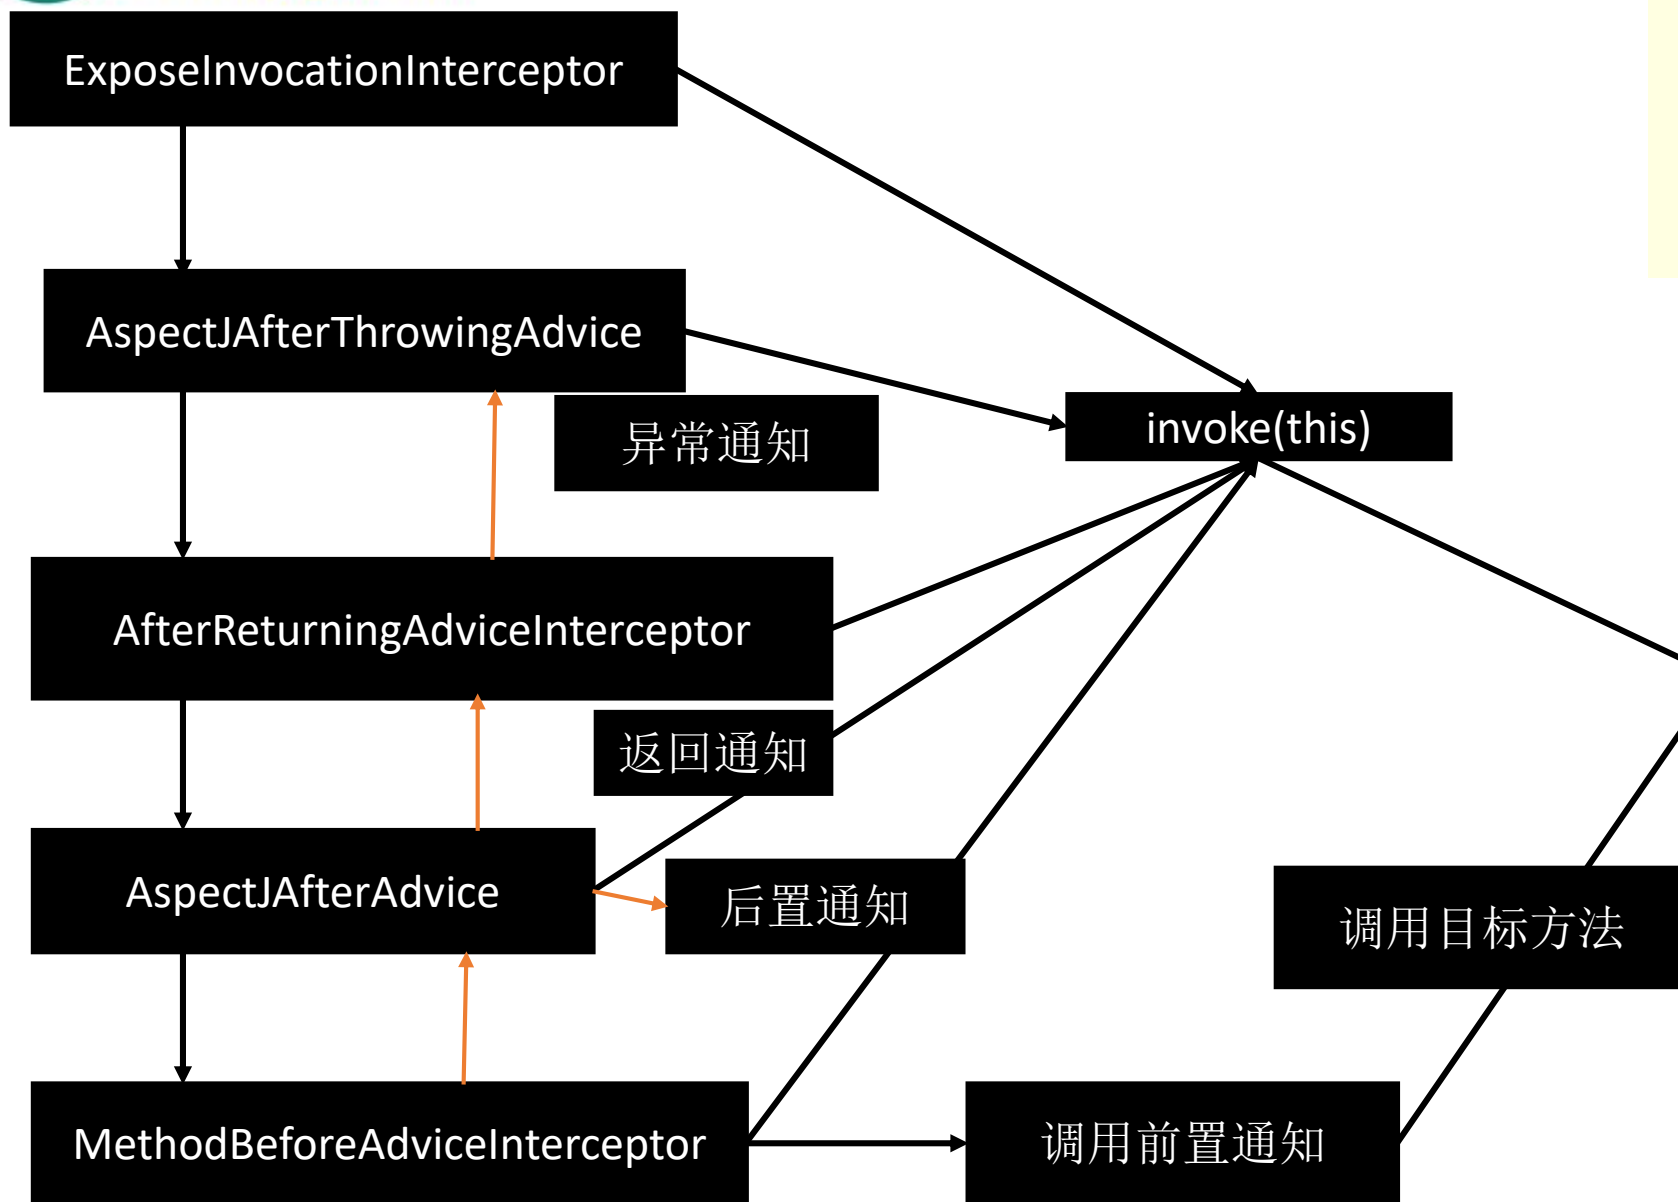 ExposeInvocationInterceptor
AspectJAfterThrowingAdvice
异常通知
invoke(this)
AfterReturningAdviceInterceptor
返回通知
AspectJAfterAdvice
后置通知
调用目标方法
MethodBeforeAdviceInterceptor
调用前置通知